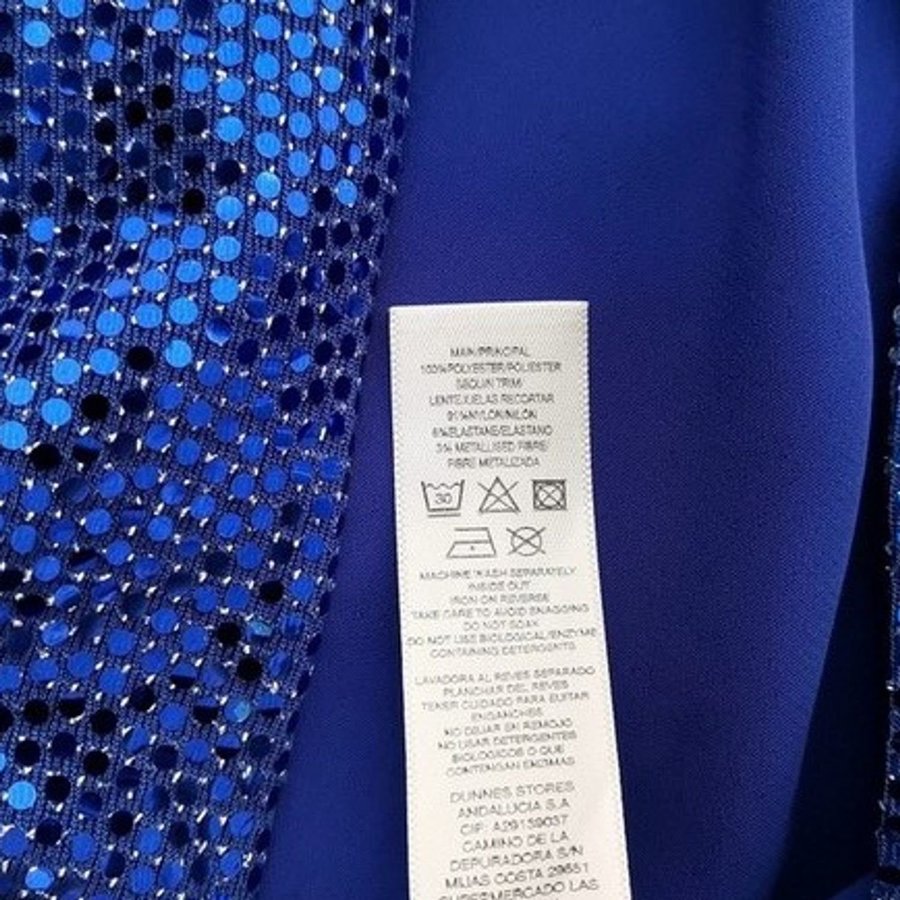 MAIN/PRINCIPAL
100%POLYESTER/POLIESTER
SEQUIN TRIM/
LENTEJUELAS RECORTAR
91%NYLON/NILON
6%ELASTANE/ELASTANO
3% METALLISED FIBRE/
FIBRE METALIZADA
30
MACHINE WASH SEPARATELY
INSIDE OUT
IRON ON REVERSE
TAKE CARE TO AVOID SNAGGING
DO NOT SOAK
DO NOT USE BIOLOGICAL/ENZYME
CONTAINING DETERGENTS
LAVADORA AL REVES SEPARADO
PLANCHAR DEL REVES
TENER CUIDADO PARA EVITAR
ENGANCHES
NO DEJAR EN REMOJO
NO USAR DETERGENTES
BIOLOGICOS O QUE
CONTENGAN ENZIMAS
DUNNES STORES
ANDALUCIA S.A
CIF: A29139037
CAMINO DE LA
DEPURADORA S/N
MIJAS COSTA 29651
SUPERMERCADO LAS